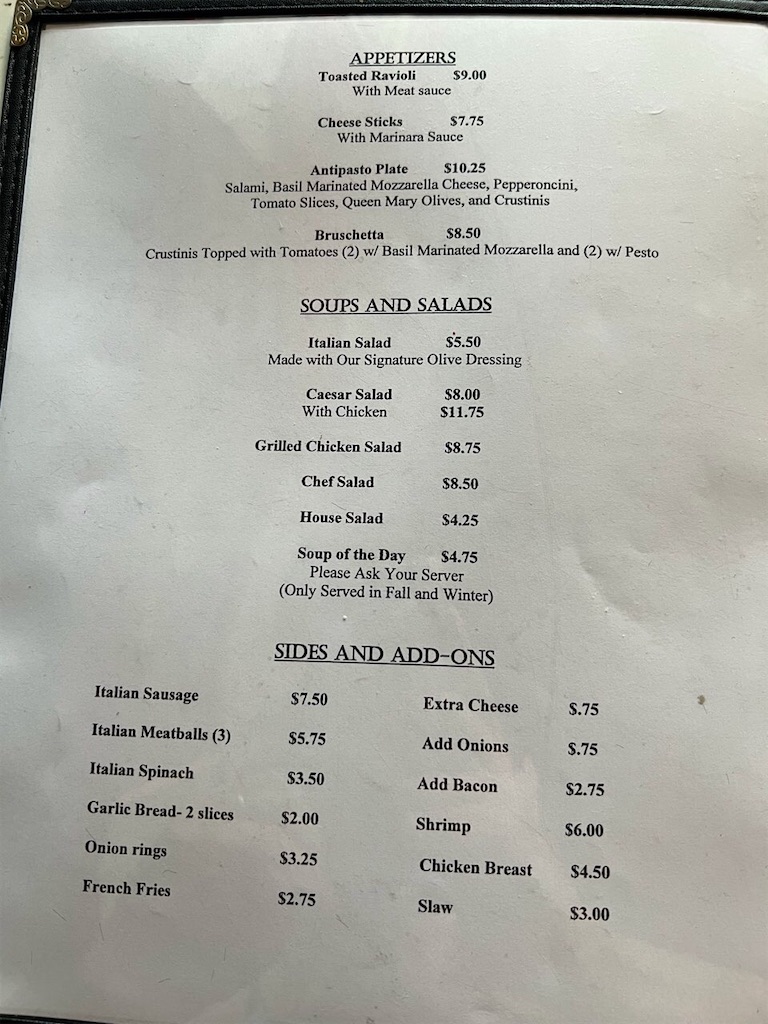 APPETIZERS
Toasted Ravioli $9.00
With Meat sauce
Cheese Sticks $7.75
With Marinara Sauce
Antipasto Plate $10.25
Salami, Basil Marinated Mozzarella Cheese, Pepperoncini,
Tomato Slices, Queen Mary Olives, and Crustinis
Bruschetta $8.50
Crustinis Topped with Tomatoes (2) w/ Basil Marinated Mozzarella and (2) w/ Pesto
SOUPS AND SALADS
Italian Salad $5.50
Made with Our Signature Olive Dressing
Caesar Salad $8.00
With Chicken $11.75
Grilled Chicken Salad $8.75
Chef Salad $8.50
House Salad $4.25
Soup of the Day $4.75
Please Ask Your Server
(Only Served in Fall and Winter)
SIDES AND ADD-ONS
Italian Sausage $7.50
Italian Meatballs (3) $5.75
Italian Spinach $3.50
Garlic Bread- 2 slices $2.00
Onion rings $3.25
French Fries $2.75
Extra Cheese $.75
Add Onions $.75
Add Bacon $2.75
Shrimp $6.00
Chicken Breast $4.50
Slaw $3.00